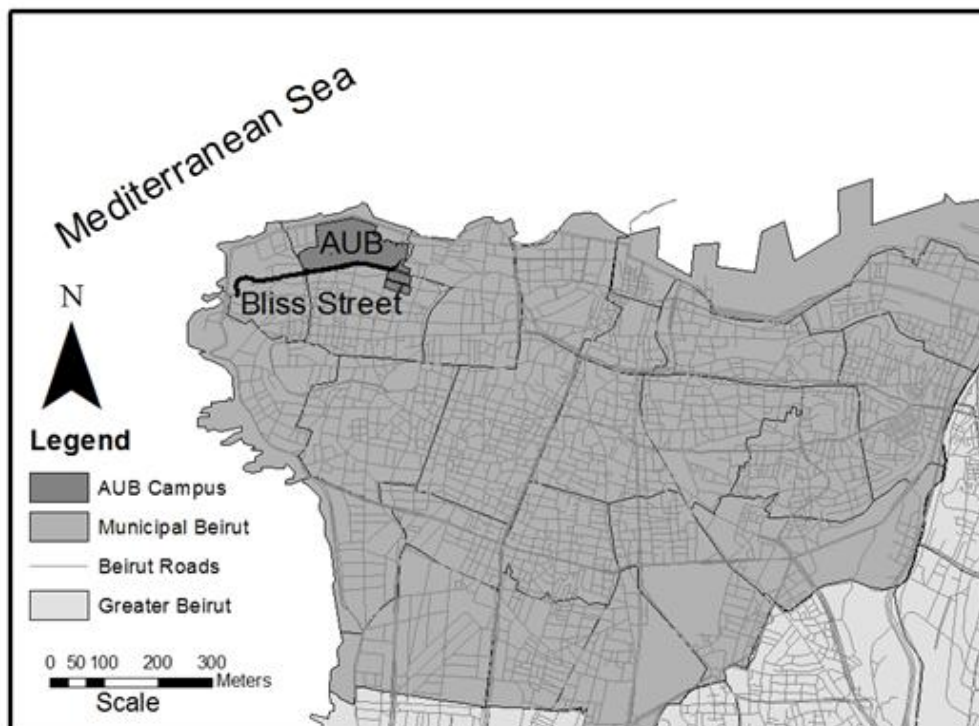 Mediterranean Sea
AUB
Bliss Street
N
Legend
AUB Campus
Municipal Beirut
Beirut Roads
Greater Beirut
0 50 100 200 300
Meters
Scale